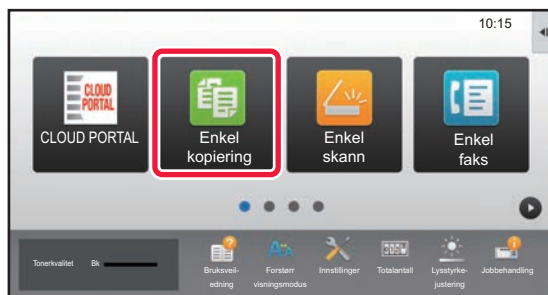 10:15
CLOUD
PORTAL
CLOUD PORTAL
Enkel
kopiering
Enkel
skann
Enkel
faks
Tonerkvalitet
Bk
Bruksveil-
edning
Forstørr
visningsmodus
Innstillinger
Totalantall
Lysstyrke-
justering
Jobbehandling